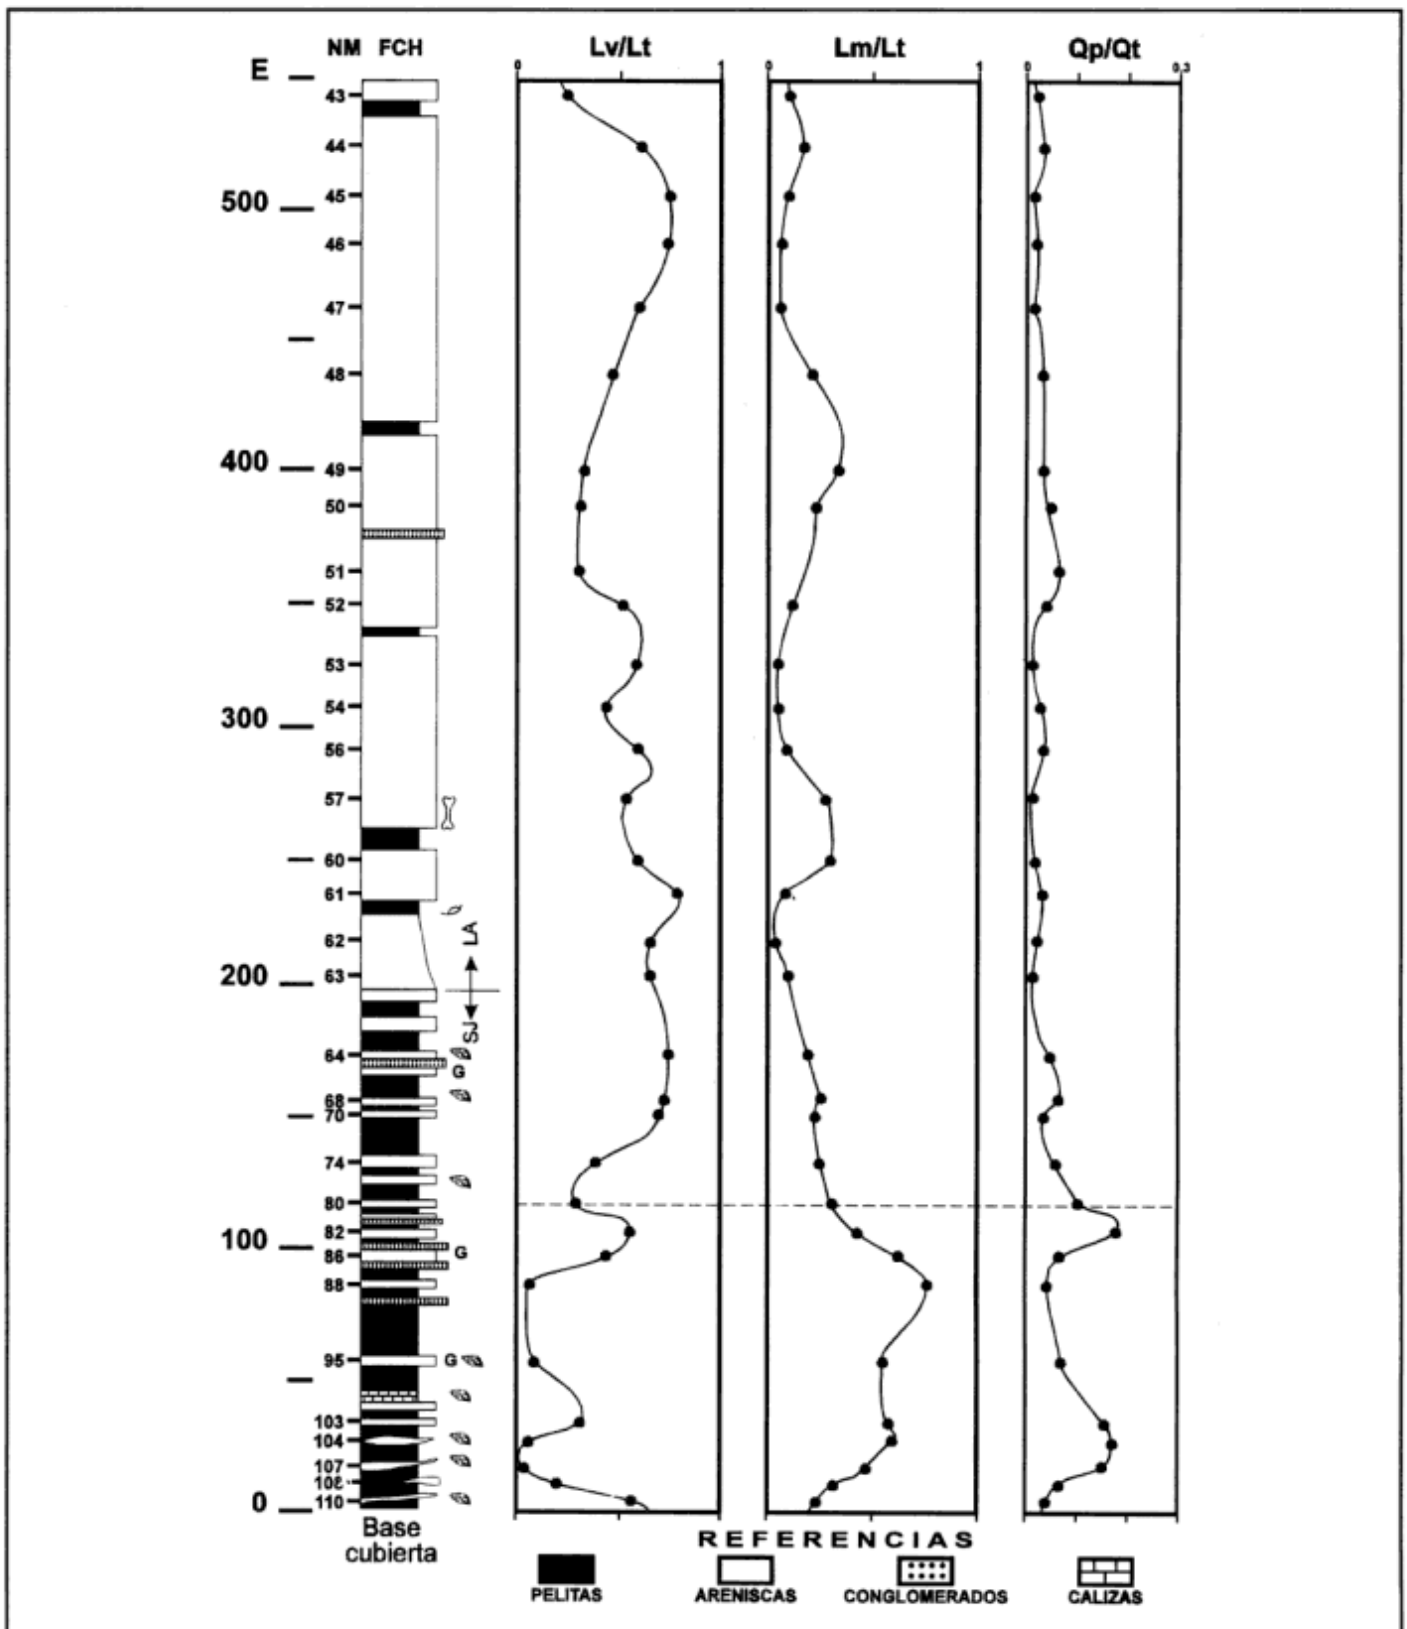 NM FCH Lv/Lt Lm/Lt Qp/Qt
E 0 1 0 1 0 0,3
43
44
500 45
46
47
48
400 49
50
51
52
53
300 54
56
57
60
61
62 LA
200 63
SJ
64
G
68
70
74
80
82
100 86 G
88
95 G
103
104
107
108
0 110
Base
cubierta
REFERENCIAS
PELITAS ARENISCAS CONGLOMERADOS CALIZAS